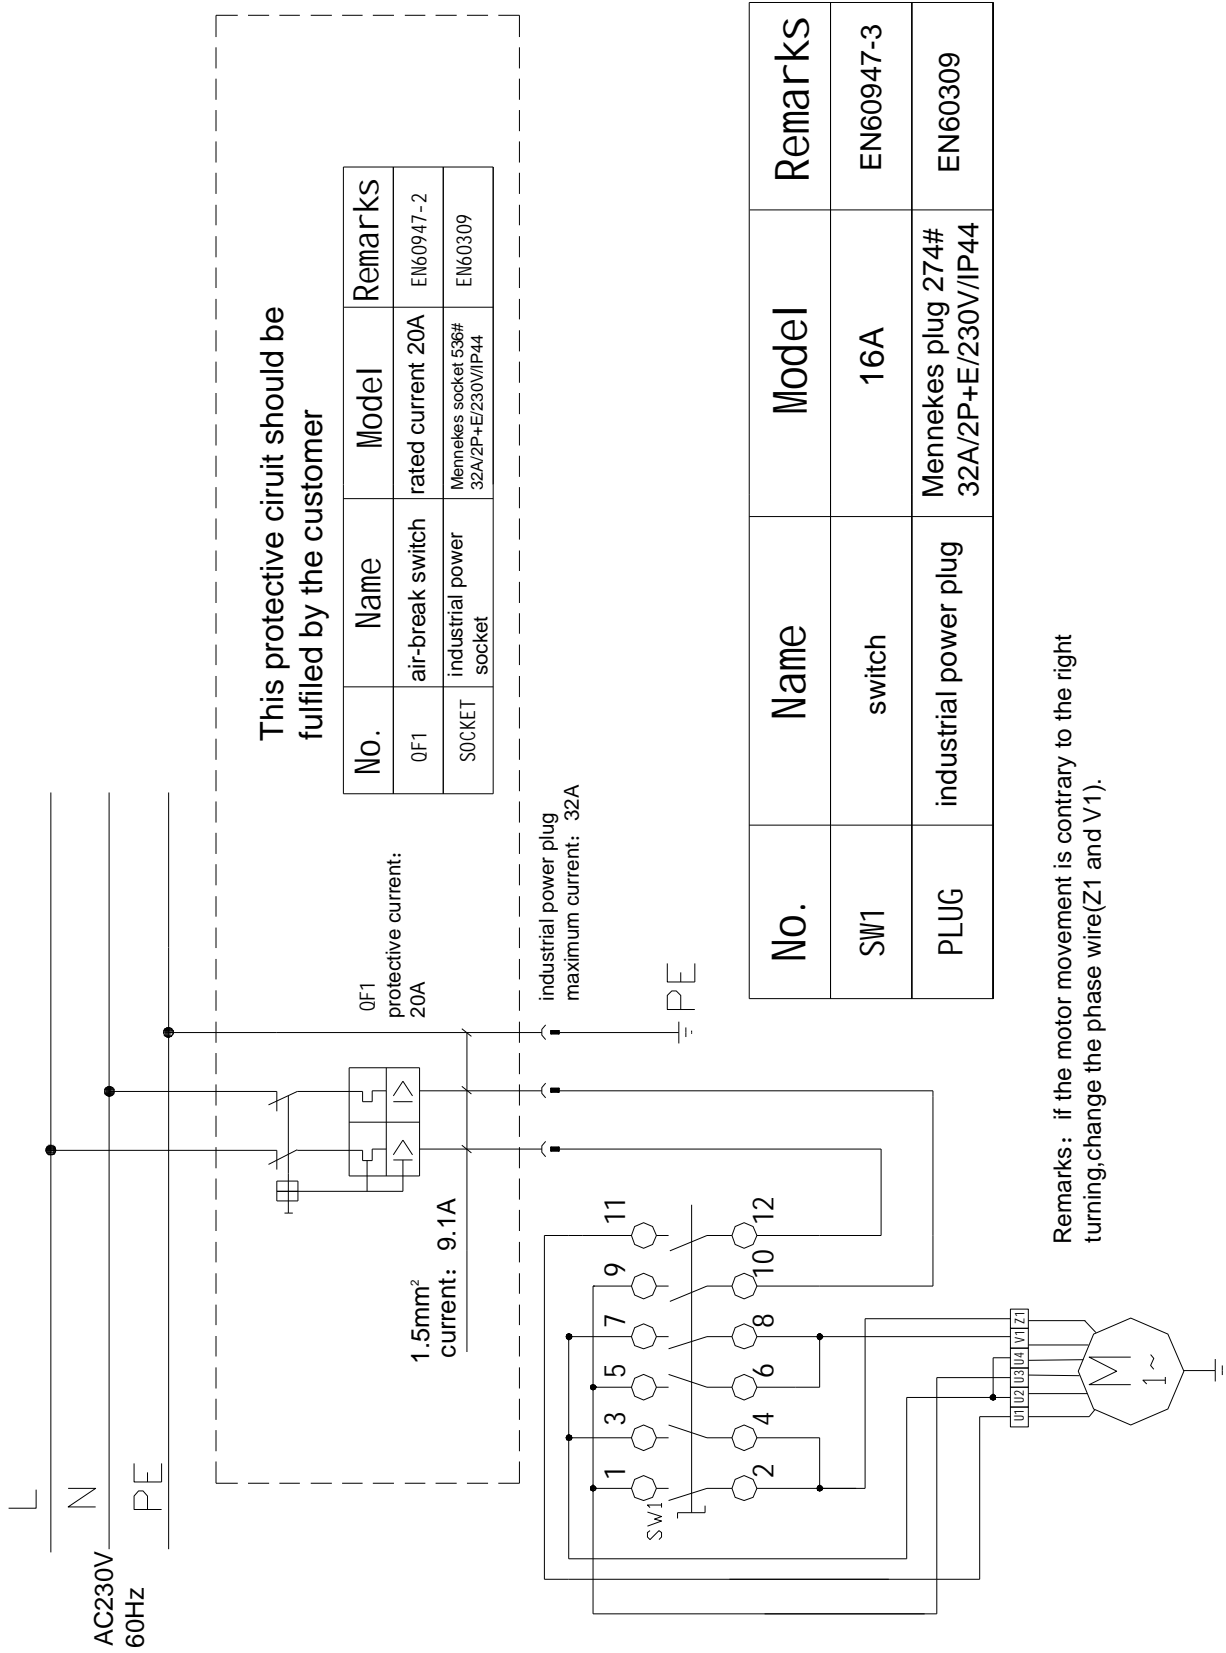 L
N
PE
AC230V
60Hz
This protective ciruit should be
fulfiled by the customer
No. Name Model Remarks
QF1 air-break switch rated current 20A EN60947-2
SOCKET industrial power
socket Mennekes socket 536#
32A/2P+E/230V/IP44 EN60309
QF1
protective current:
20A
1.5mm²
current: 9.1A
industrial power plug
maximum current: 32A
PE
SW1
1 3 5 7 9 11
2 4 6 8 10 12
No. Name Model Remarks
SW1 switch 16A EN60947-3
PLUG industrial power plug Mennekes plug 274#
32A/2P+E/230V/IP44 EN60309
U1 U2 U3 U4 V1 Z1
M
1~
Remarks: if the motor movement is contrary to the right
turning,change the phase wire(Z1 and V1).